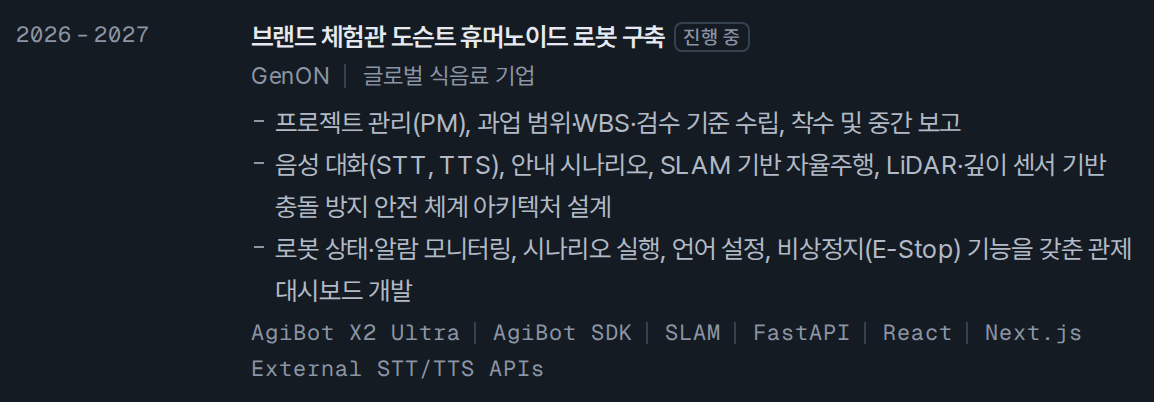 2026 – 2027
브랜드 체험관 도슨트 휴머노이드 로봇 구축 진행 중
GenON | 글로벌 식음료 기업
– 프로젝트 관리(PM), 과업 범위·WBS·검수 기준 수립, 착수 및 중간 보고
– 음성 대화(STT, TTS), 안내 시나리오, SLAM 기반 자율주행, LiDAR·깊이 센서 기반
충돌 방지 안전 체계 아키텍처 설계
– 로봇 상태·알람 모니터링, 시나리오 실행, 언어 설정, 비상정지(E-Stop) 기능을 갖춘 관제
대시보드 개발
AgiBot X2 Ultra | AgiBot SDK | SLAM | FastAPI | React | Next.js
External STT/TTS APIs